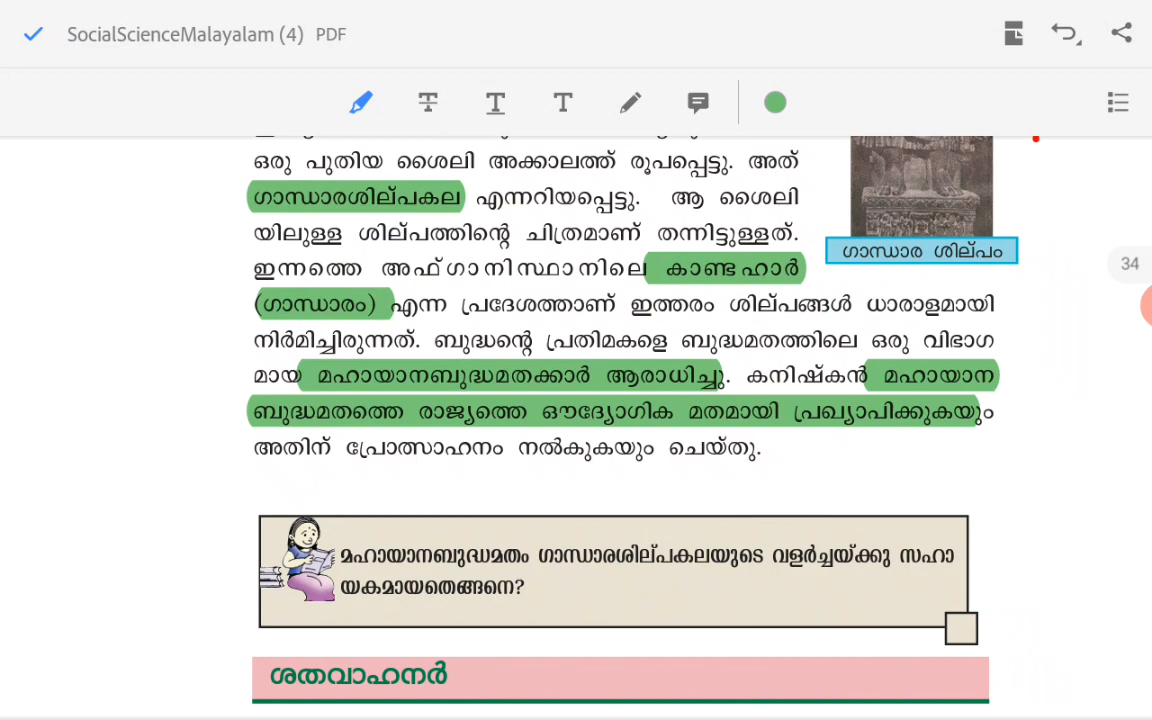 SocialScienceMalayalam (4) PDF
ഒരു പുതിയ ശൈലി അക്കാലത്ത് രൂപപ്പെട്ടു. അത്
ഗാന്ധാരശില്പകല എന്നറിയപ്പെട്ടു. ആ ശൈലി
യിലുള്ള ശില്പത്തിന്റെ ചിത്രമാണ് തന്നിട്ടുള്ളത്.
ഗാന്ധാര ശില്പം
ഇന്നത്തെ അഫ്ഗാനിസ്ഥാനിലെ കാണ്ടഹാർ
34
(ഗാന്ധാരം) എന്ന പ്രദേശത്താണ് ഇത്തരം ശില്പങ്ങൾ ധാരാളമായി
നിർമിച്ചിരുന്നത്. ബുദ്ധന്റെ പ്രതിമകളെ ബുദ്ധമതത്തിലെ ഒരു വിഭാഗ
മായ മഹായാനബുദ്ധമതക്കാർ ആരാധിച്ചു. കനിഷ്കൻ മഹായാന
ബുദ്ധമതത്തെ രാജ്യത്തെ ഔദ്യോഗിക മതമായി പ്രഖ്യാപിക്കുകയും
അതിന് പ്രോത്സാഹനം നൽകുകയും ചെയ്തു.
മഹായാനബുദ്ധമതം ഗാന്ധാരശില്പകലയുടെ വളർച്ചയ്ക്കു സഹാ
യകമായതെങ്ങനെ?
ശതവാഹനർ